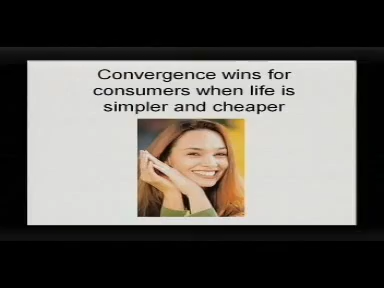 Convergence wins for
consumers when life is
simpler and cheaper